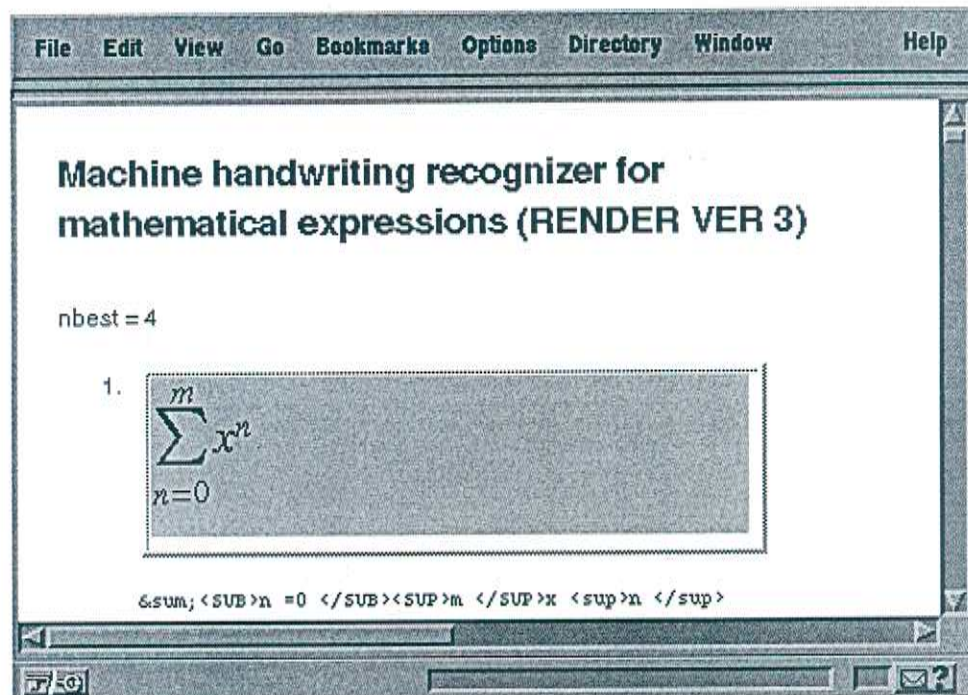 File Edit View Go Bookmarks Options Directory Window Help
Machine handwriting recognizer for
mathematical expressions (RENDER VER 3)
nbest = 4
1.
m
∑ xⁿ
n=0
&sum;<SUB>n =0 </SUB><SUP>m </SUP>x <sup>n </sup>